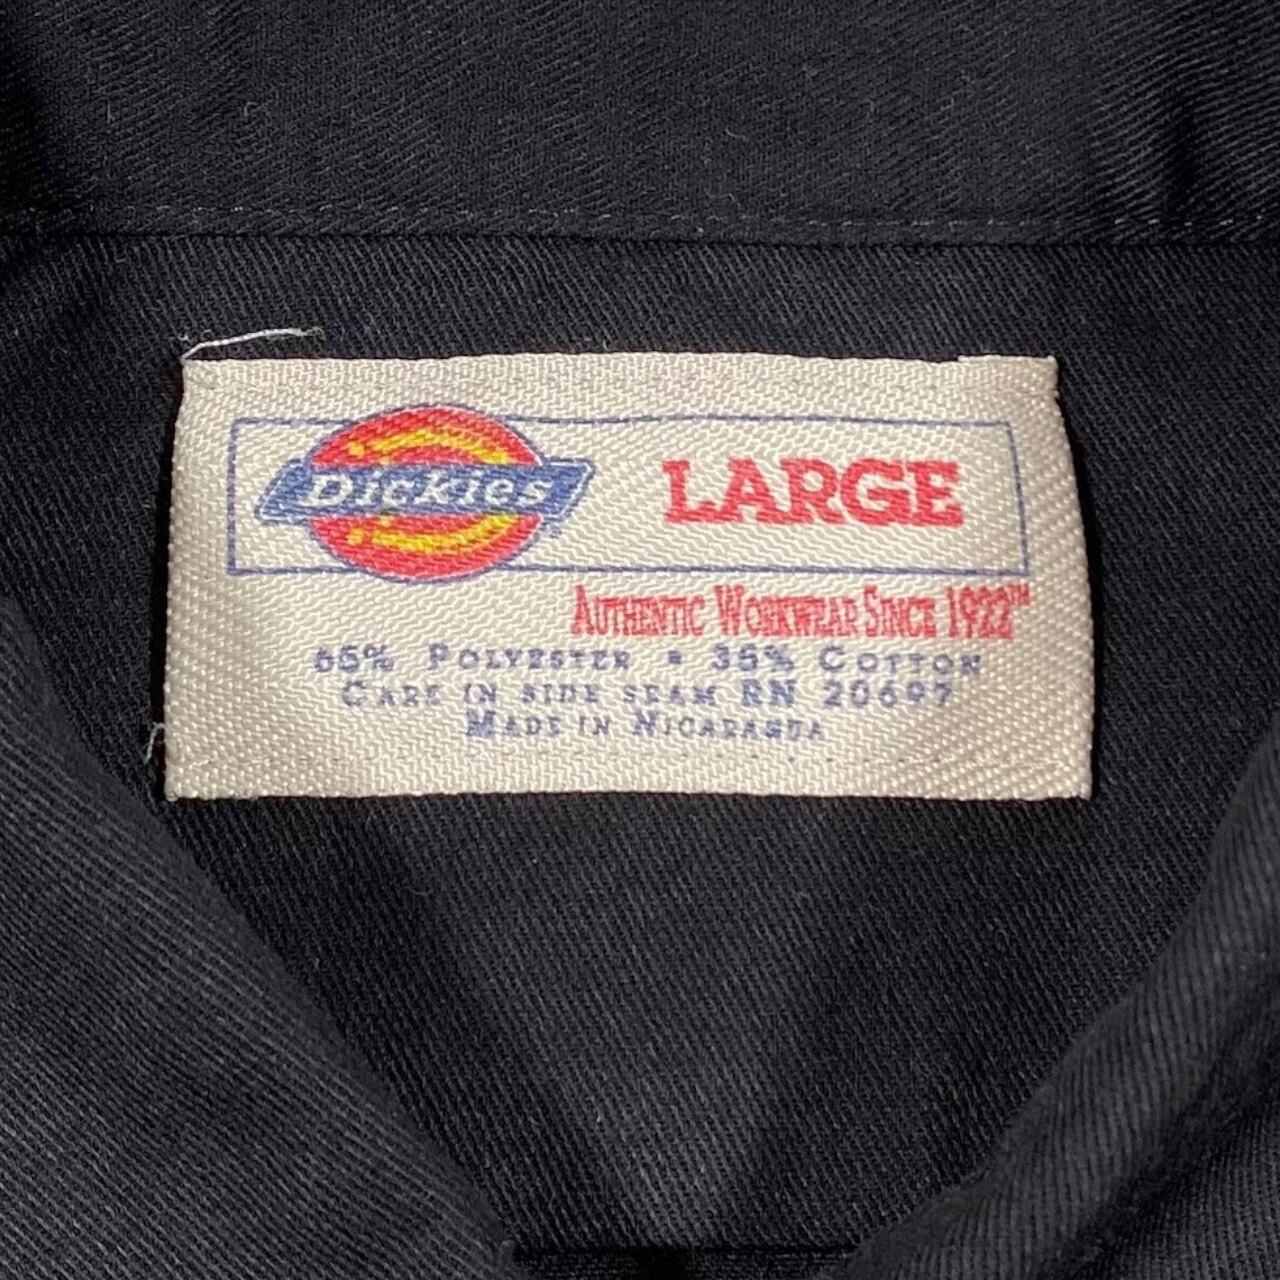 Dickies
LARGE
AUTHENTIC WORKWEAR SINCE 1922™
65% POLYESTER • 35% COTTON
CARE IN SIDE SEAM RN 20697
MADE IN NICARAGUA